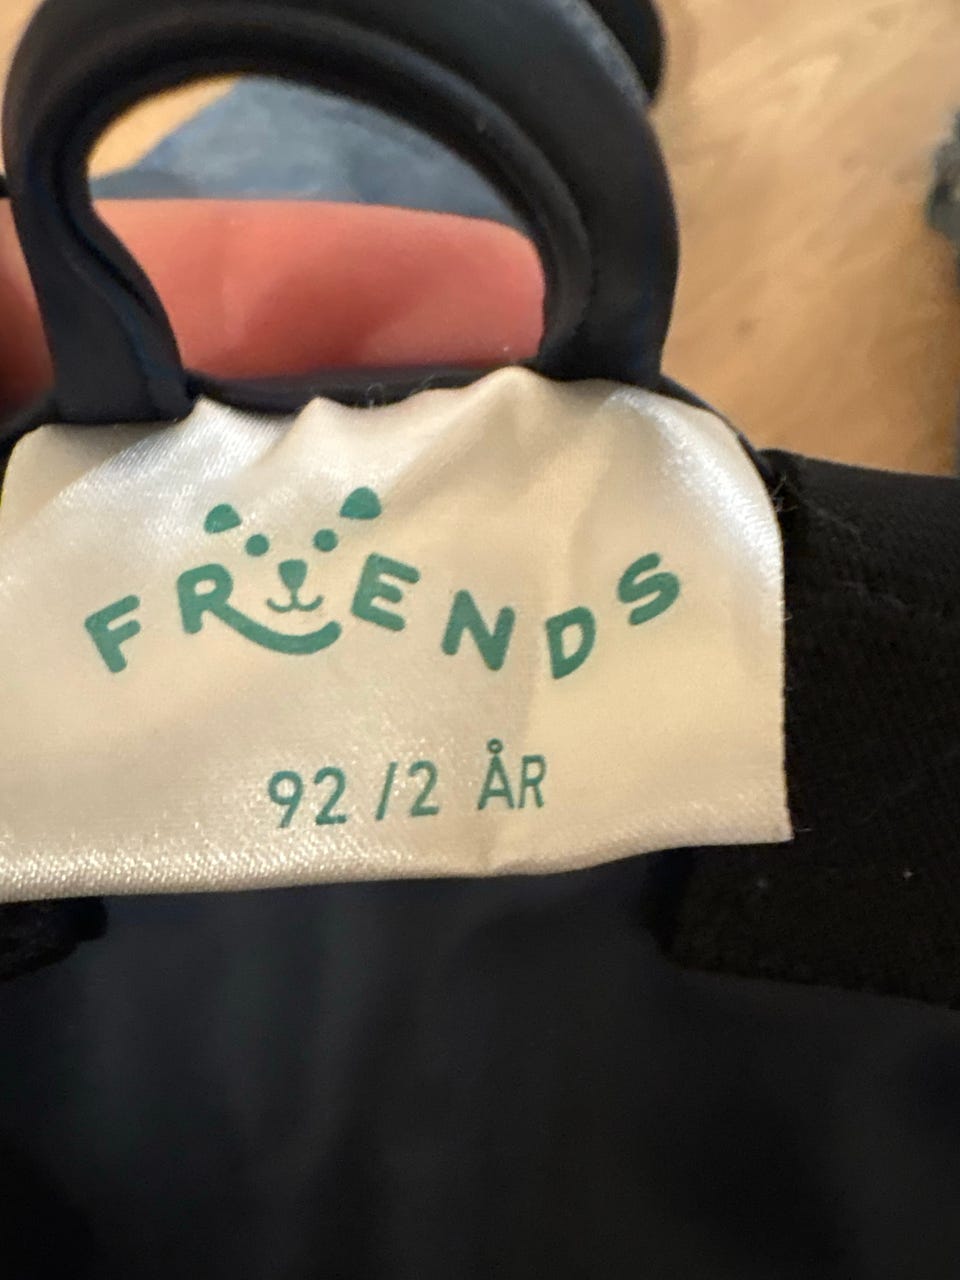 FRIENDS
92 /2 ÅR